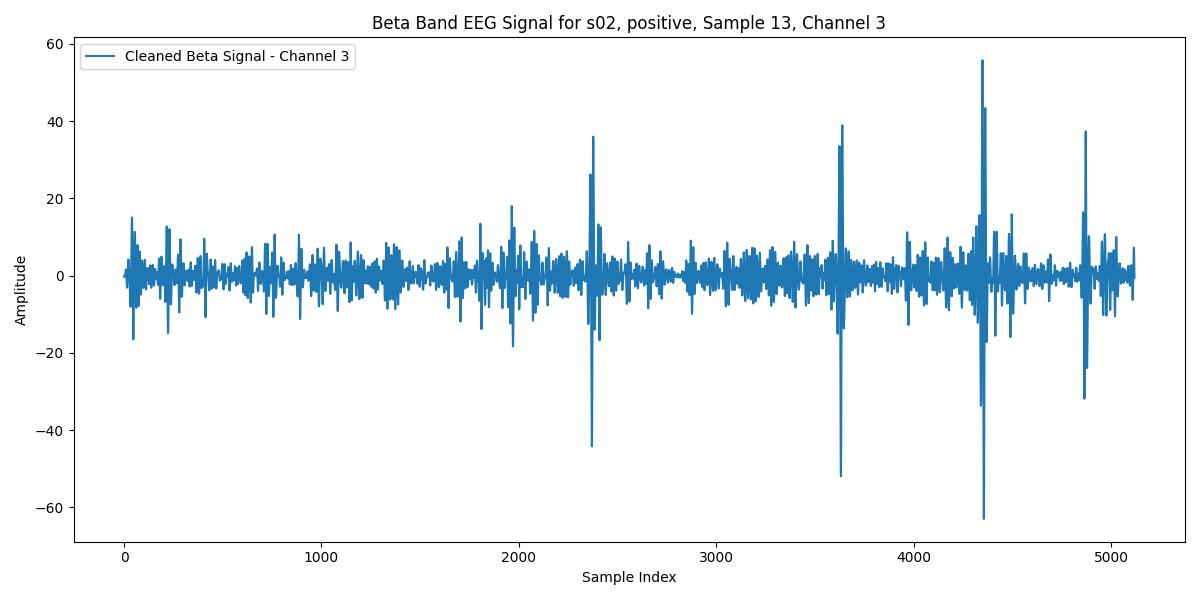 Beta Band EEG Signal for s02, positive, Sample 13, Channel 3
Cleaned Beta Signal - Channel 3
60
40
20
0
−20
−40
−60
Amplitude
0 1000 2000 3000 4000 5000
Sample Index